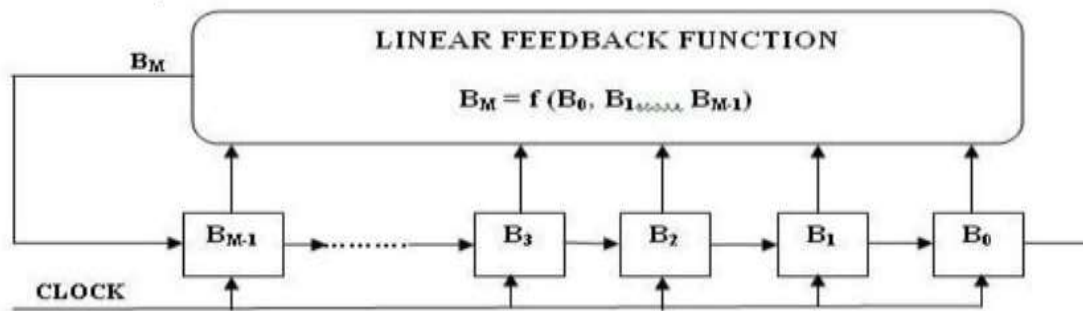 LINEAR FEEDBACK FUNCTION
B_M
B_M = f (B_0, B_1,,,,,, B_M-1)
B_M-1 ......... B_3 B_2 B_1 B_0
CLOCK